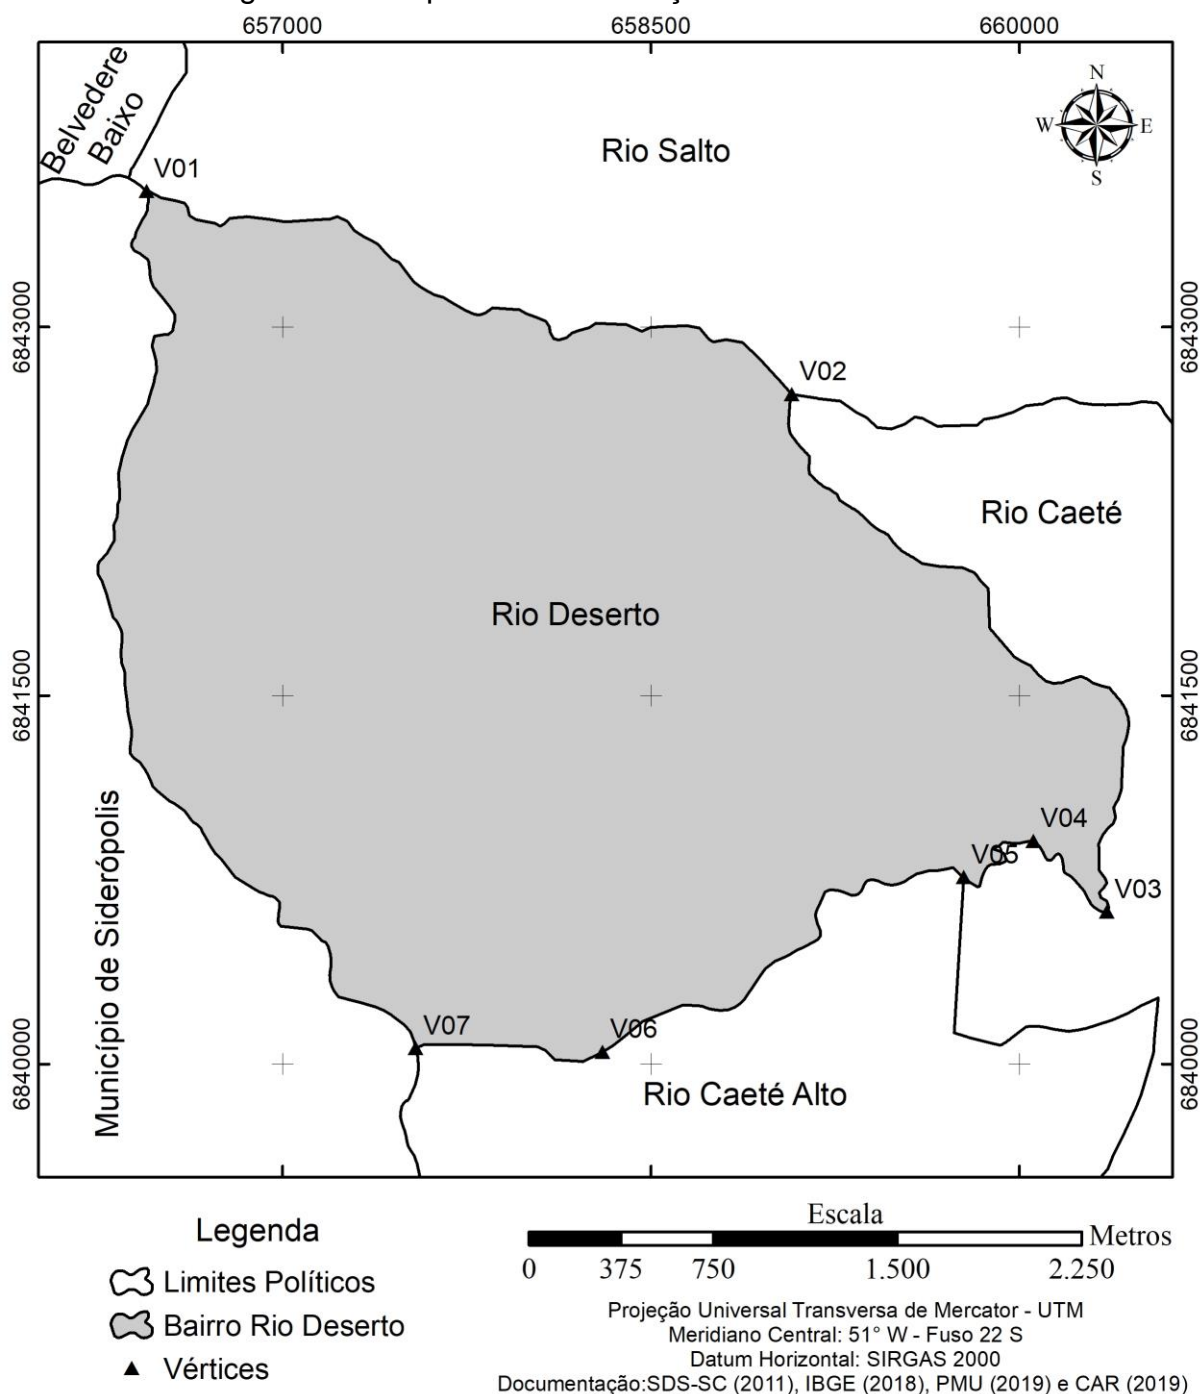 657000
658500
660000
Belvedere
Baixo
V01
Rio Salto
N
W
E
S
6843000
6843000
V02
Rio Caeté
Rio Deserto
6841500
6841500
V04
V05
V03
Município de Siderópolis
V07
V06
6840000
6840000
Rio Caeté Alto
Legenda
Limites Políticos
Bairro Rio Deserto
Vértices
Escala
Metros
0 375 750 1.500 2.250
Projeção Universal Transversa de Mercator - UTM
Meridiano Central: 51° W - Fuso 22 S
Datum Horizontal: SIRGAS 2000
Documentação:SDS-SC (2011), IBGE (2018), PMU (2019) e CAR (2019)